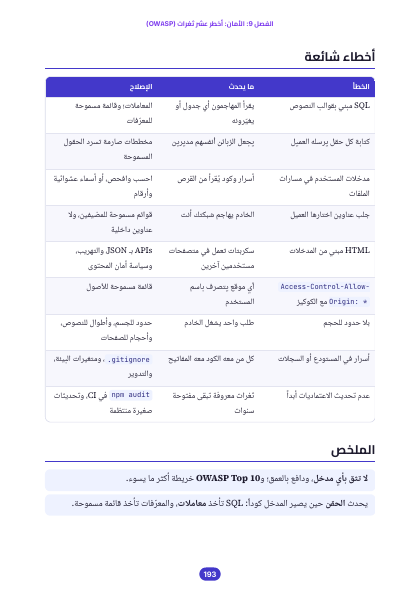 الفصل 9: الأمان: أخطر عشر ثغرات (OWASP)
أخطاء شائعة
الخطأ ما يحدث الإصلاح
SQL مبني بقوالب النصوص يقرأ المهاجمون أي جدول أو المعاملات؛ وقائمة مسموحة
يغيّرونه للمعرّفات
كتابة كل حقل يرسله العميل يجعل الزبائن أنفسهم مديرين مخططات صارمة تسرد الحقول
المسموحة
مدخلات المستخدم في مسارات أسرار وكود يُقرأ من القرص احسب وافحص، أو أسماء عشوائية
الملفات وأرقام
جلب عناوين اختارها العميل الخادم يهاجم شبكتك أنت قوائم مسموحة للمضيفين، ولا
عناوين داخلية
HTML مبني من المدخلات سكربتات تعمل في متصفحات APIs بـ JSON، والتهريب،
مستخدمين آخرين وسياسة أمان المحتوى
Access-Control-Allow- أي موقع يتصرف باسم قائمة مسموحة للأصول
Origin: * مع الكوكيز المستخدم
بلا حدود للحجم طلب واحد يشغل الخادم حدود للجسم، وأطوال للنصوص،
وأحجام للصفحات
أسرار في المستودع أو السجلات كل من معه الكود معه المفاتيح .gitignore، ومتغيرات البيئة،
والتدوير
عدم تحديث الاعتماديات أبداً ثغرات معروفة تبقى مفتوحة npm audit في CI، وتحديثات
سنوات صغيرة منتظمة
الملخص
لا تثق بأي مدخل، ودافع بالعمق؛ وOWASP Top 10 خريطة أكثر ما يسوء.
يحدث الحقن حين يصير المدخل كوداً: SQL تأخذ معاملات، والمعرّفات تأخذ قائمة مسموحة.
193